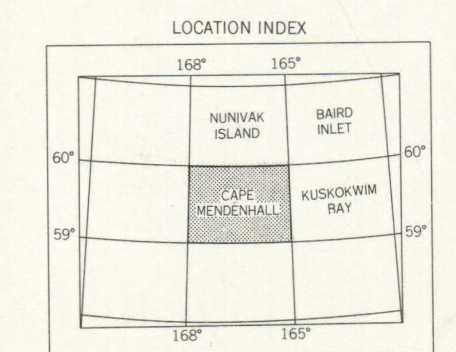 LOCATION INDEX
168° 165°
NUNIVAK ISLAND
BAIRD INLET
60° 60°
CAPE MENDENHALL
KUSKOKWIM BAY
59° 59°
168° 165°